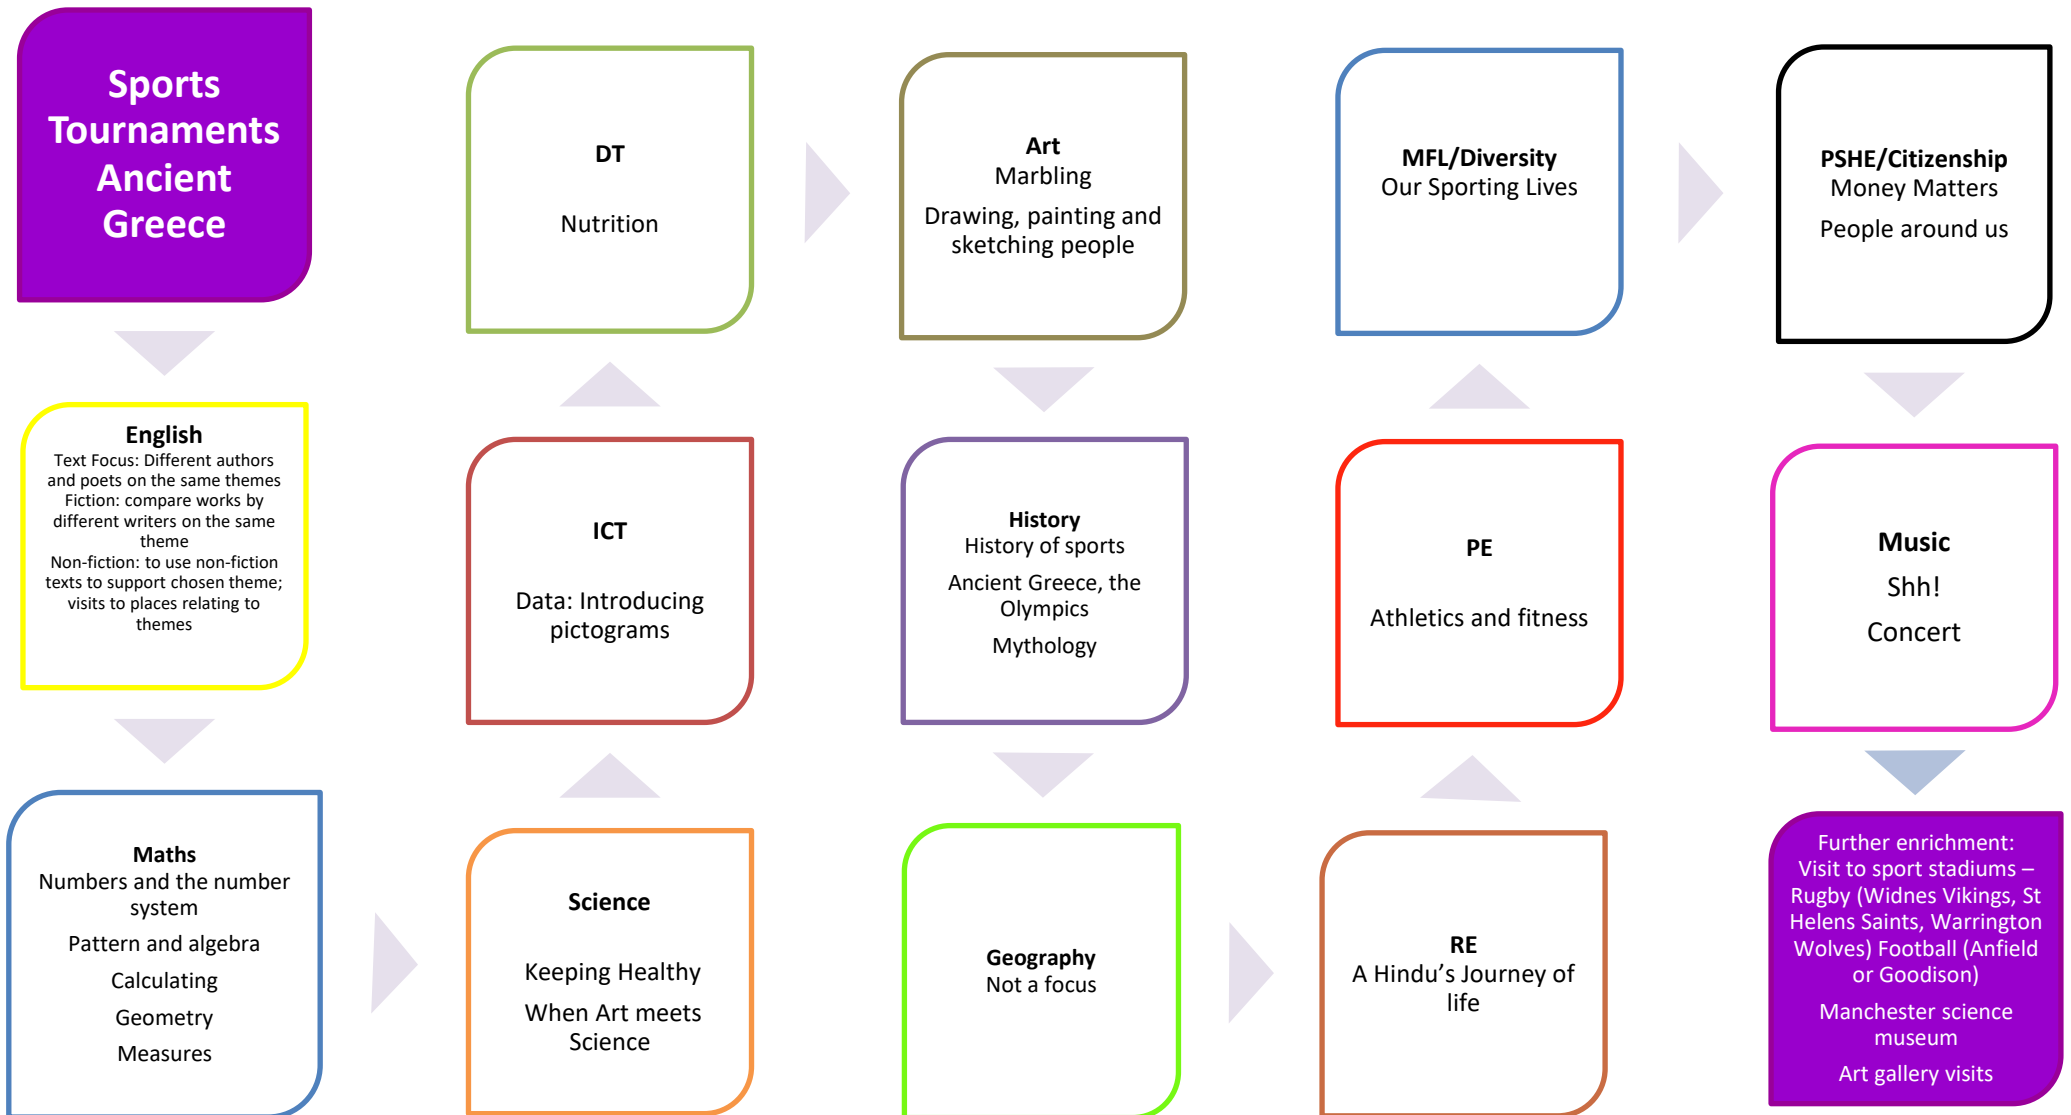 Sports
Tournaments
Ancient
Greece
English
Text Focus: Different authors
and poets on the same themes
Fiction: compare works by
different writers on the same
theme
Non-fiction: to use non-fiction
texts to support chosen theme;
visits to places relating to
themes
Maths
Numbers and the number
system
Pattern and algebra
Calculating
Geometry
Measures
Science
Keeping Healthy
When Art meets
Science
ICT
Data: Introducing
pictograms
DT
Nutrition
Art
Marbling
Drawing, painting and
sketching people
History
History of sports
Ancient Greece, the
Olympics
Mythology
Geography
Not a focus
RE
A Hindu’s Journey of
life
PE
Athletics and fitness
MFL/Diversity
Our Sporting Lives
PSHE/Citizenship
Money Matters
People around us
Music
Shh!
Concert
Further enrichment:
Visit to sport stadiums –
Rugby (Widnes Vikings, St
Helens Saints, Warrington
Wolves) Football (Anfield
or Goodison)
Manchester science
museum
Art gallery visits